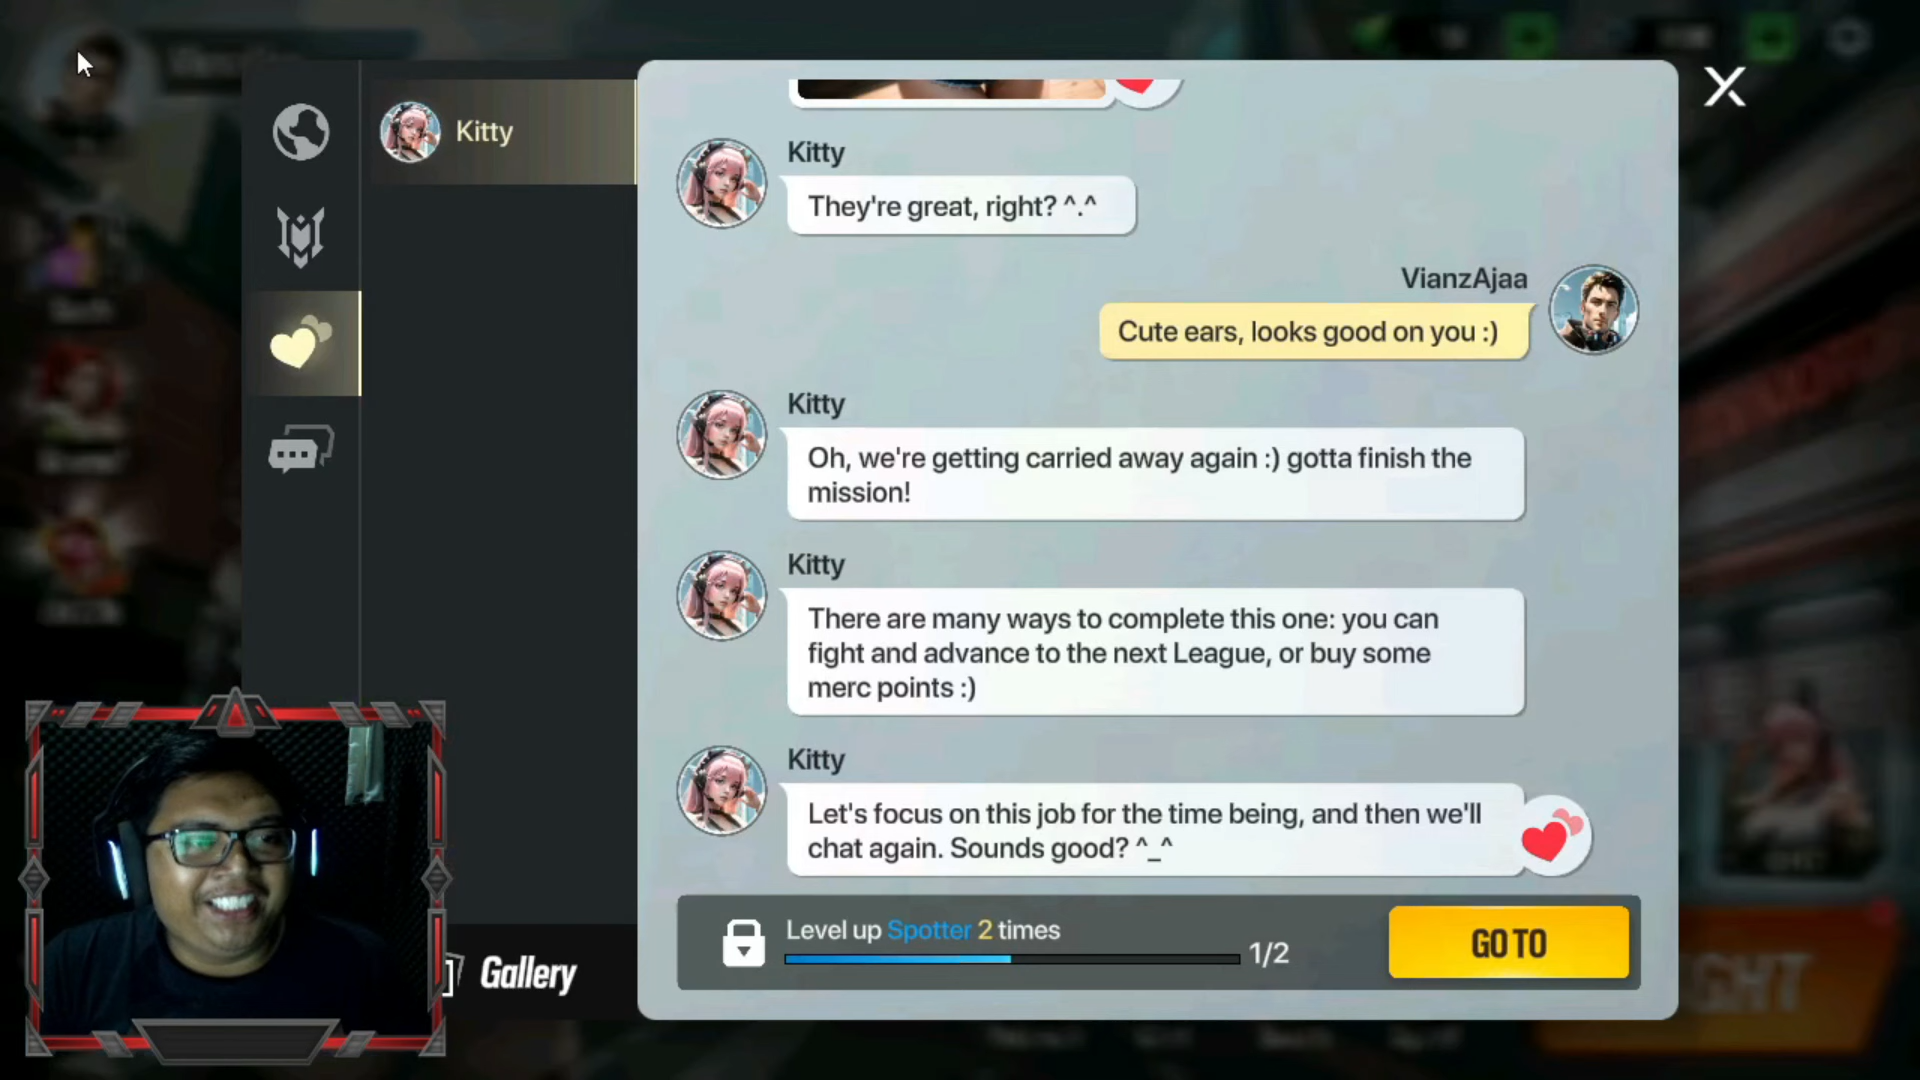 Kitty
Kitty
They're great, right? ^.^
VianzAjaa
Cute ears, looks good on you :)
Kitty
Oh, we're getting carried away again :) gotta finish the
mission!
Kitty
There are many ways to complete this one: you can
fight and advance to the next League, or buy some
merc points :)
Kitty
Let's focus on this job for the time being, and then we'll
chat again. Sounds good? ^_^
Level up Spotter 2 times
1/2
GO TO
Gallery